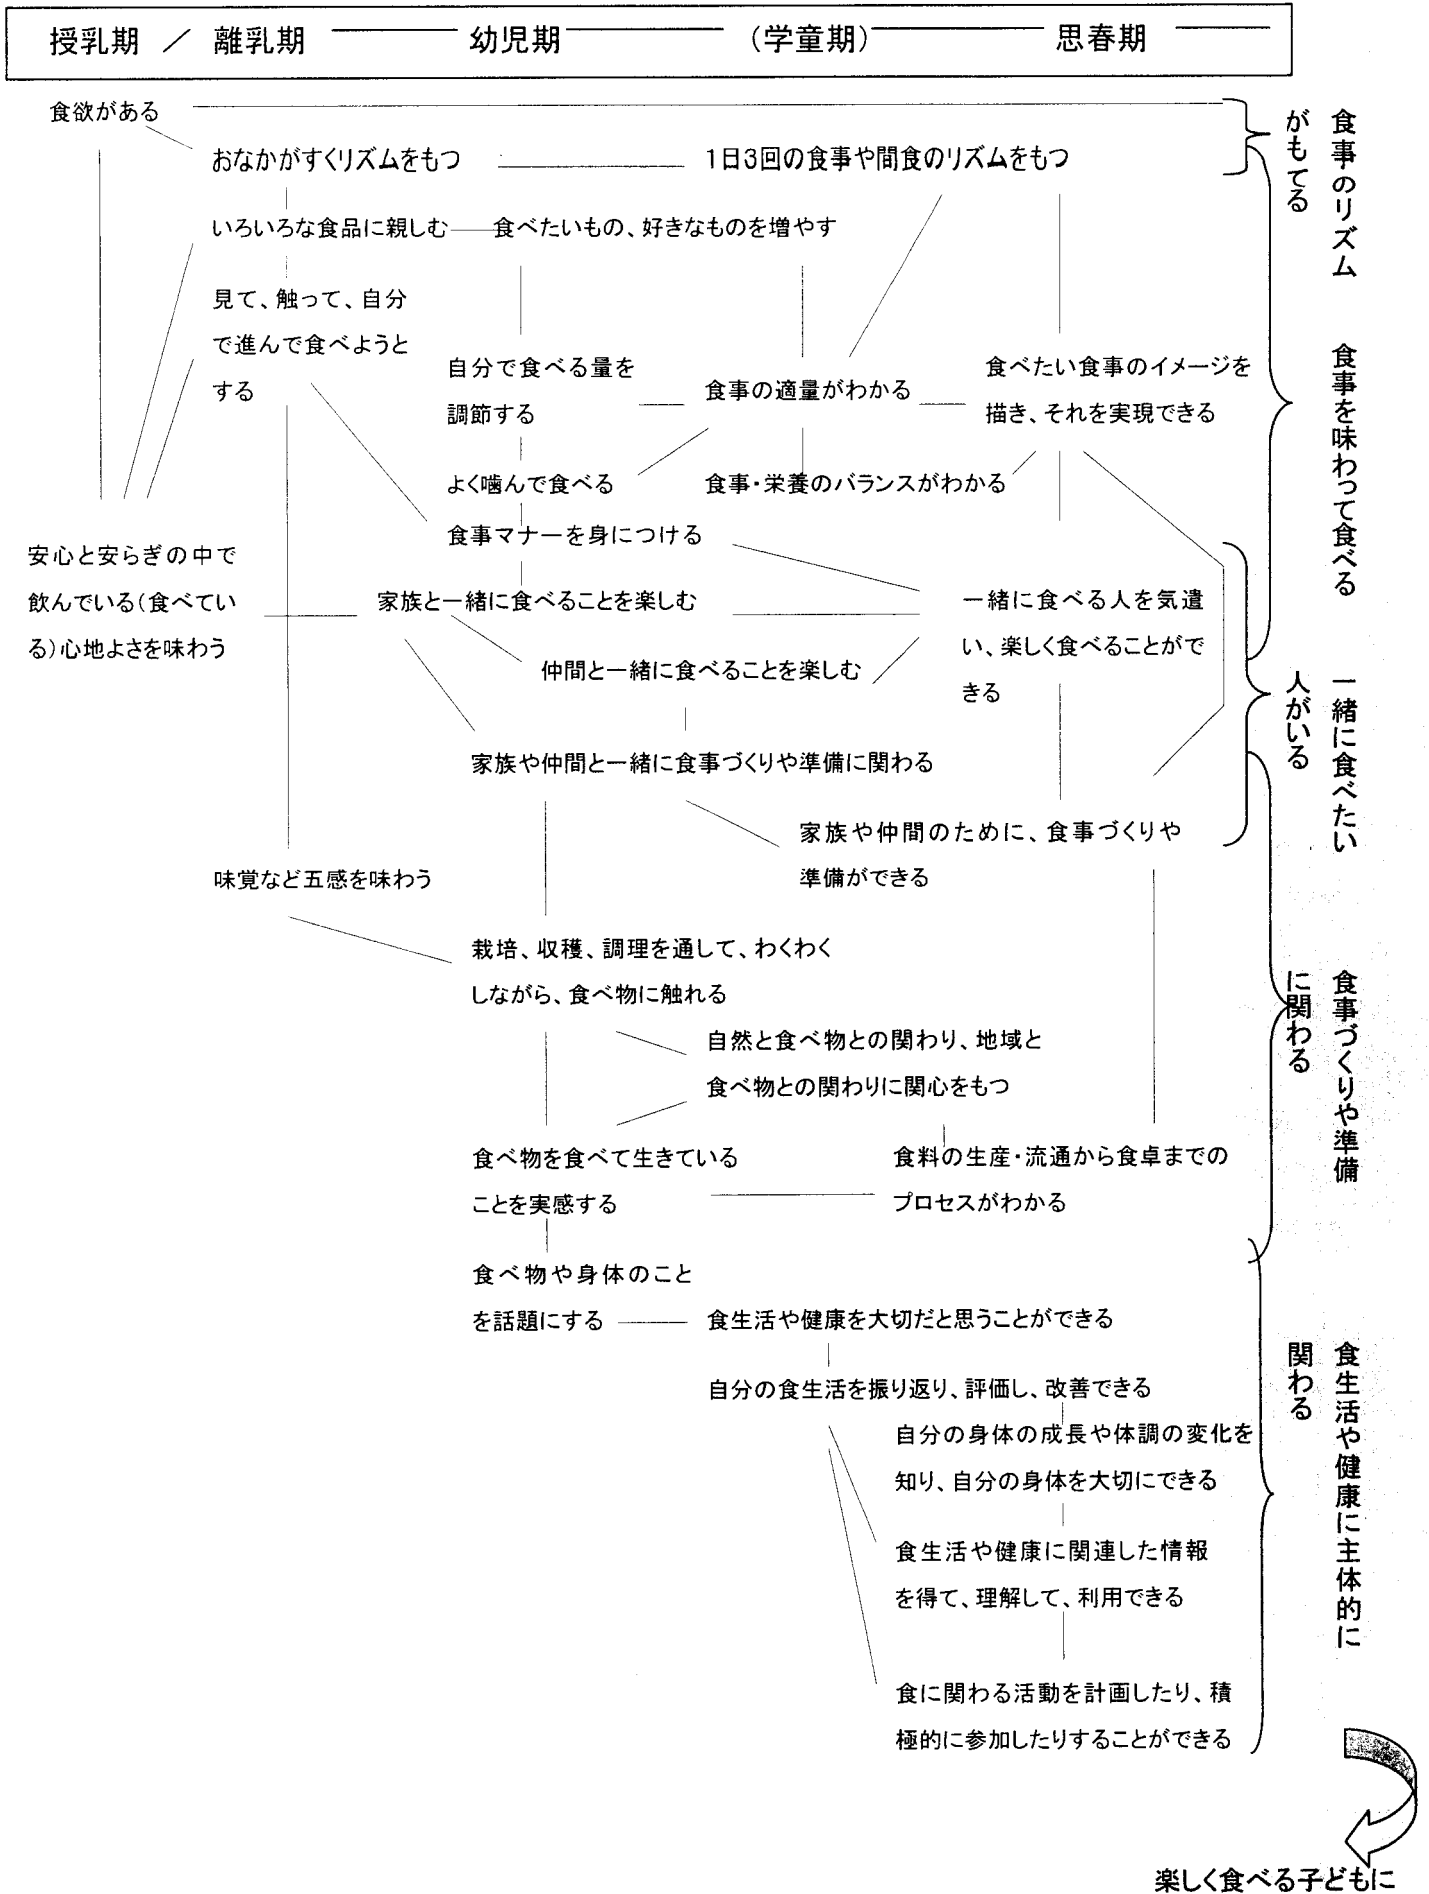 授乳期 ／ 離乳期 幼児期 （学童期） 思春期
食欲がある
おなかがすくリズムをもつ
1日3回の食事や間食のリズムをもつ
いろいろな食品に親しむ
食べたいもの、好きなものを増やす
見て、触って、自分
で進んで食べようと
する
自分で食べる量を
調節する
食事の適量がわかる
食べたい食事のイメージを
描き、それを実現できる
よく噛んで食べる
食事・栄養のバランスがわかる
食事マナーを身につける
安心と安らぎの中で
飲んでいる（食べてい
る）心地よさを味わう
家族と一緒に食べることを楽しむ
一緒に食べる人を気遣
い、楽しく食べることがで
きる
仲間と一緒に食べることを楽しむ
家族や仲間と一緒に食事づくりや準備に関わる
家族や仲間のために、食事づくりや
準備ができる
味覚など五感を味わう
栽培、収穫、調理を通して、わくわく
しながら、食べ物に触れる
自然と食べ物との関わり、地域と
食べ物との関わりに関心をもつ
食べ物を食べて生きている
ことを実感する
食料の生産・流通から食卓までの
プロセスがわかる
食べ物や身体のこと
を話題にする
食生活や健康を大切だと思うことができる
自分の食生活を振り返り、評価し、改善できる
自分の身体の成長や体調の変化を
知り、自分の身体を大切にできる
食生活や健康に関連した情報
を得て、理解して、利用できる
食に関わる活動を計画したり、積
極的に参加したりすることができる
食事のリズム
がもてる
食事を味わって食べる
一緒に食べたい
人がいる
食事づくりや準備
に関わる
食生活や健康に主体的に
関わる
楽しく食べる子どもに